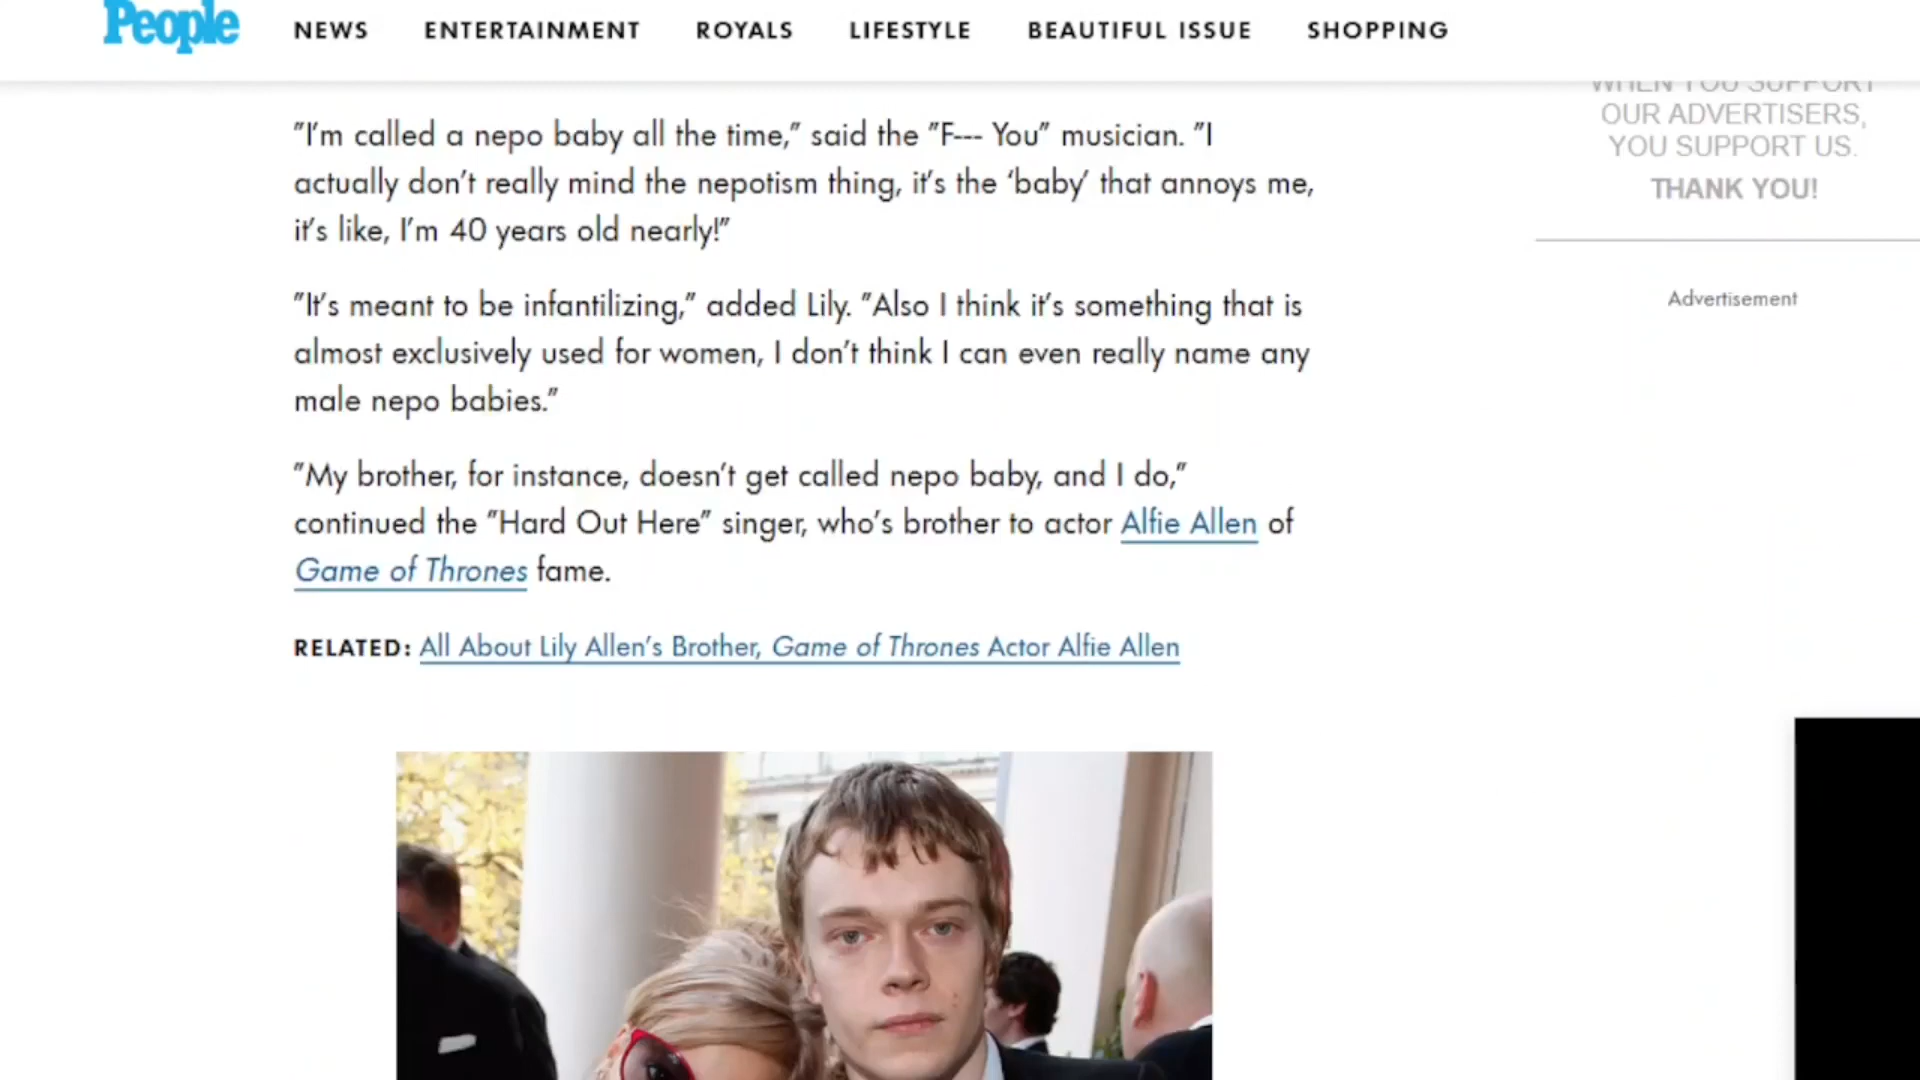 People
NEWS ENTERTAINMENT ROYALS LIFESTYLE BEAUTIFUL ISSUE SHOPPING
"I'm called a nepo baby all the time," said the "F--- You" musician. "I
actually don't really mind the nepotism thing, it's the 'baby' that annoys me,
it's like, I'm 40 years old nearly!"
"It's meant to be infantilizing," added Lily. "Also I think it's something that is
almost exclusively used for women, I don't think I can even really name any
male nepo babies."
"My brother, for instance, doesn't get called nepo baby, and I do,"
continued the "Hard Out Here" singer, who's brother to actor Alfie Allen of
Game of Thrones fame.
RELATED: All About Lily Allen's Brother, Game of Thrones Actor Alfie Allen
WHEN YOU SUPPORT
OUR ADVERTISERS,
YOU SUPPORT US.
THANK YOU!
Advertisement